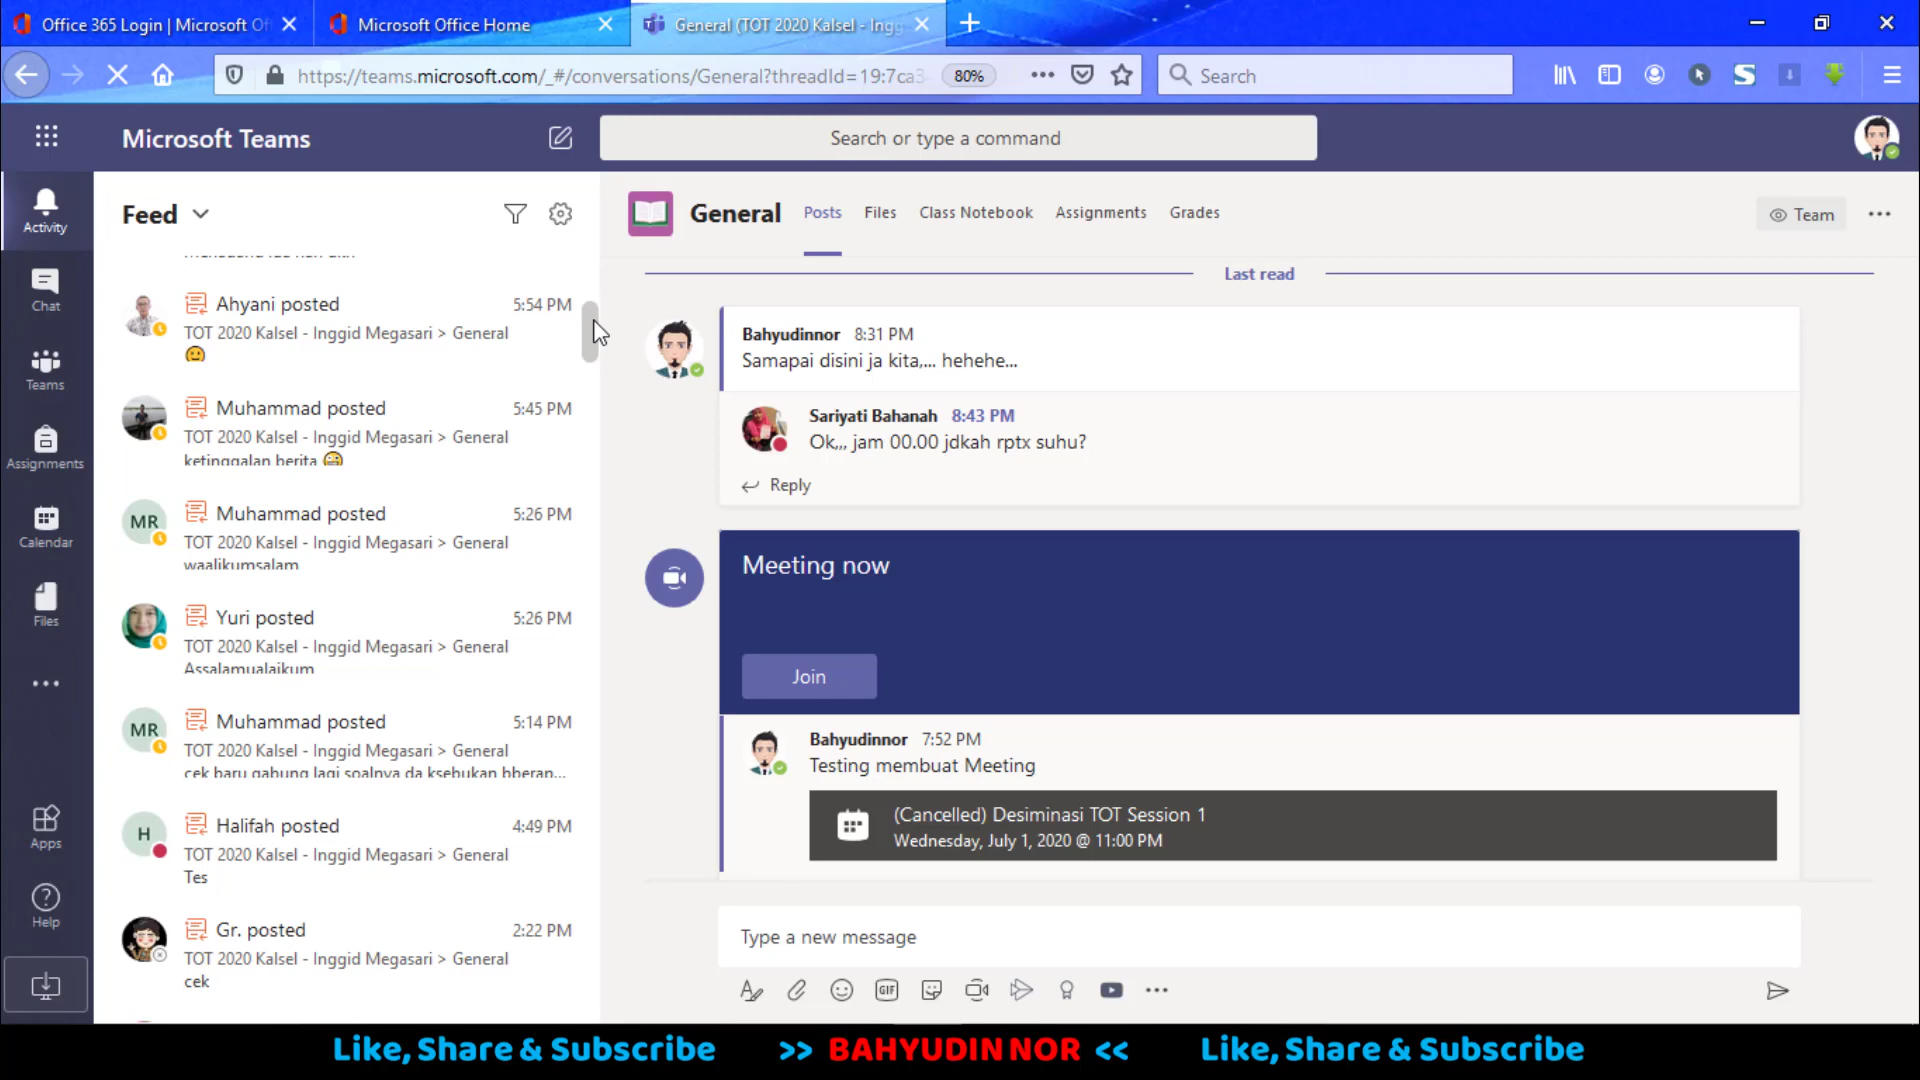 Office 365 Login | Microsoft Of
Microsoft Office Home
General (TOT 2020 Kalsel - Ingg
https://teams.microsoft.com/_#/conversations/General?threadId=19:7ca3
80%
Search
Microsoft Teams
Search or type a command
Activity
Chat
Teams
Assignments
Calendar
Files
Apps
Help
Feed
Ahyani posted 5:54 PM
TOT 2020 Kalsel - Inggid Megasari > General
Muhammad posted 5:45 PM
TOT 2020 Kalsel - Inggid Megasari > General
ketinggalan berita
MR
Muhammad posted 5:26 PM
TOT 2020 Kalsel - Inggid Megasari > General
waalikumsalam
Yuri posted 5:26 PM
TOT 2020 Kalsel - Inggid Megasari > General
Assalamualaikum
MR
Muhammad posted 5:14 PM
TOT 2020 Kalsel - Inggid Megasari > General
cek baru gabung lagi soalnya da ksebukan bberan...
H
Halifah posted 4:49 PM
TOT 2020 Kalsel - Inggid Megasari > General
Tes
Gr. posted 2:22 PM
TOT 2020 Kalsel - Inggid Megasari > General
cek
General Posts Files Class Notebook Assignments Grades
Team
Last read
Bahyudinnor 8:31 PM
Samapai disini ja kita,... hehehe...
Sariyati Bahanah 8:43 PM
Ok,,, jam 00.00 jdkah rptx suhu?
Reply
Meeting now
Join
Bahyudinnor 7:52 PM
Testing membuat Meeting
(Cancelled) Desiminasi TOT Session 1
Wednesday, July 1, 2020 @ 11:00 PM
Type a new message
GIF
Like, Share & Subscribe >> BAHYUDIN NOR << Like, Share & Subscribe